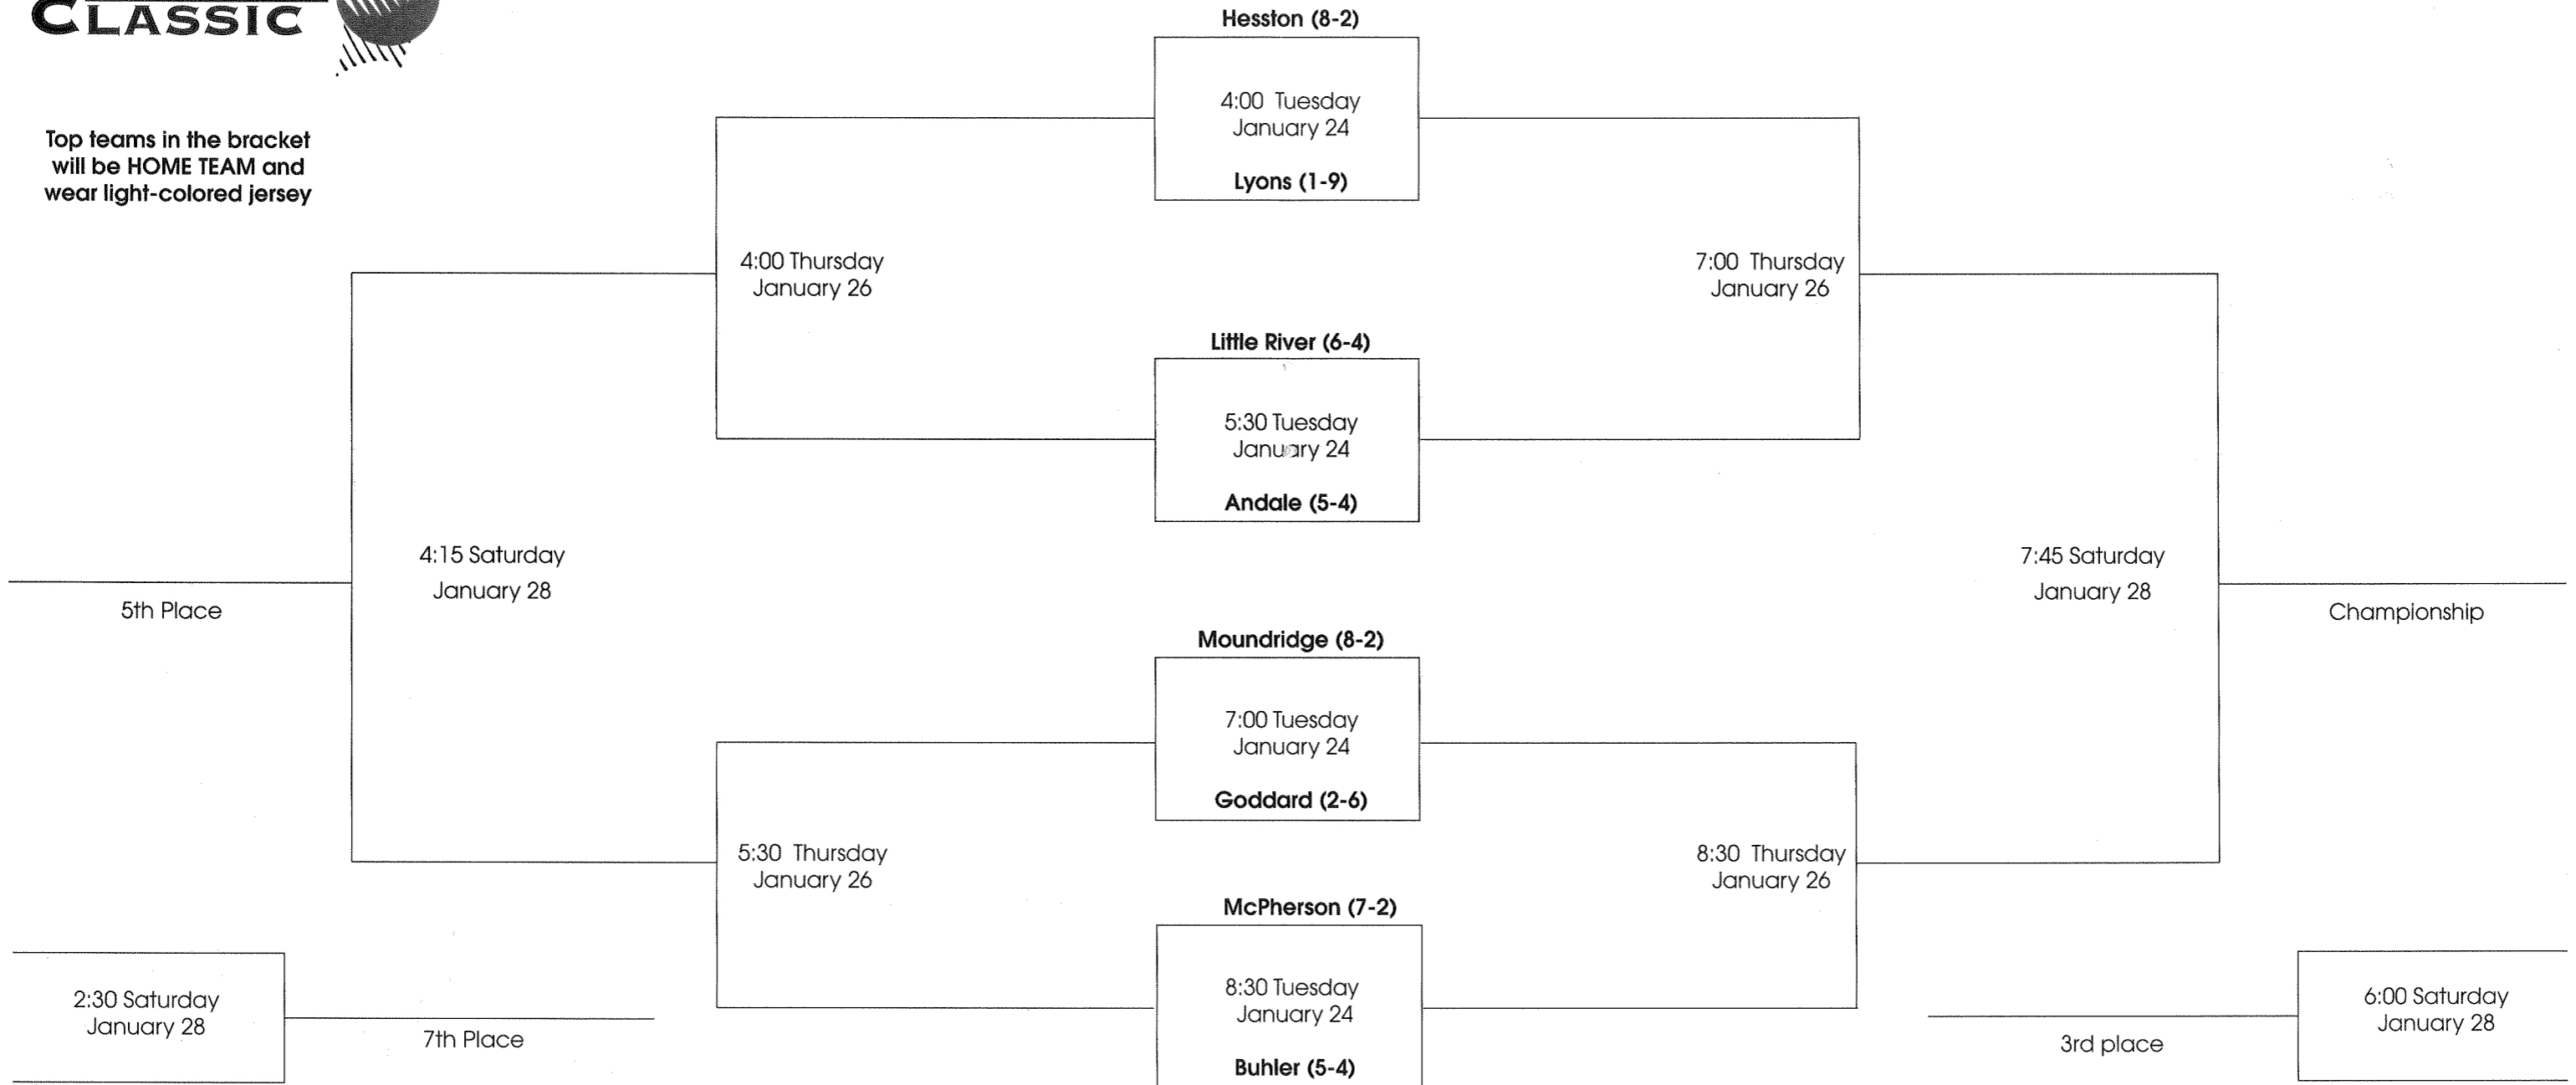 CLASSIC
Top teams in the bracket
will be HOME TEAM and
wear light-colored jersey
Hesston (8-2)
4:00 Tuesday
January 24
Lyons (1-9)
4:00 Thursday
January 26
7:00 Thursday
January 26
Little River (6-4)
5:30 Tuesday
January 24
Andale (5-4)
4:15 Saturday
January 28
5th Place
7:45 Saturday
January 28
Championship
Moundridge (8-2)
7:00 Tuesday
January 24
Goddard (2-6)
5:30 Thursday
January 26
8:30 Thursday
January 26
McPherson (7-2)
8:30 Tuesday
January 24
Buhler (5-4)
2:30 Saturday
January 28
7th Place
6:00 Saturday
January 28
3rd place